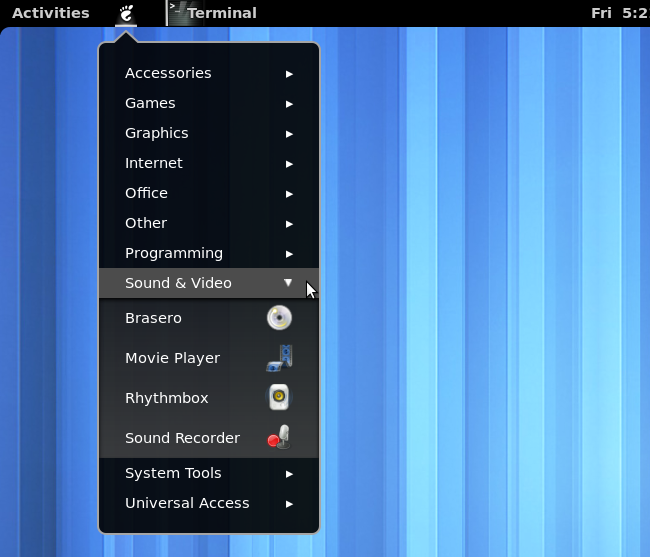 Activities Terminal Fri 5:2
Accessories
Games
Graphics
Internet
Office
Other
Programming
Sound & Video
Brasero
Movie Player
Rhythmbox
Sound Recorder
System Tools
Universal Access